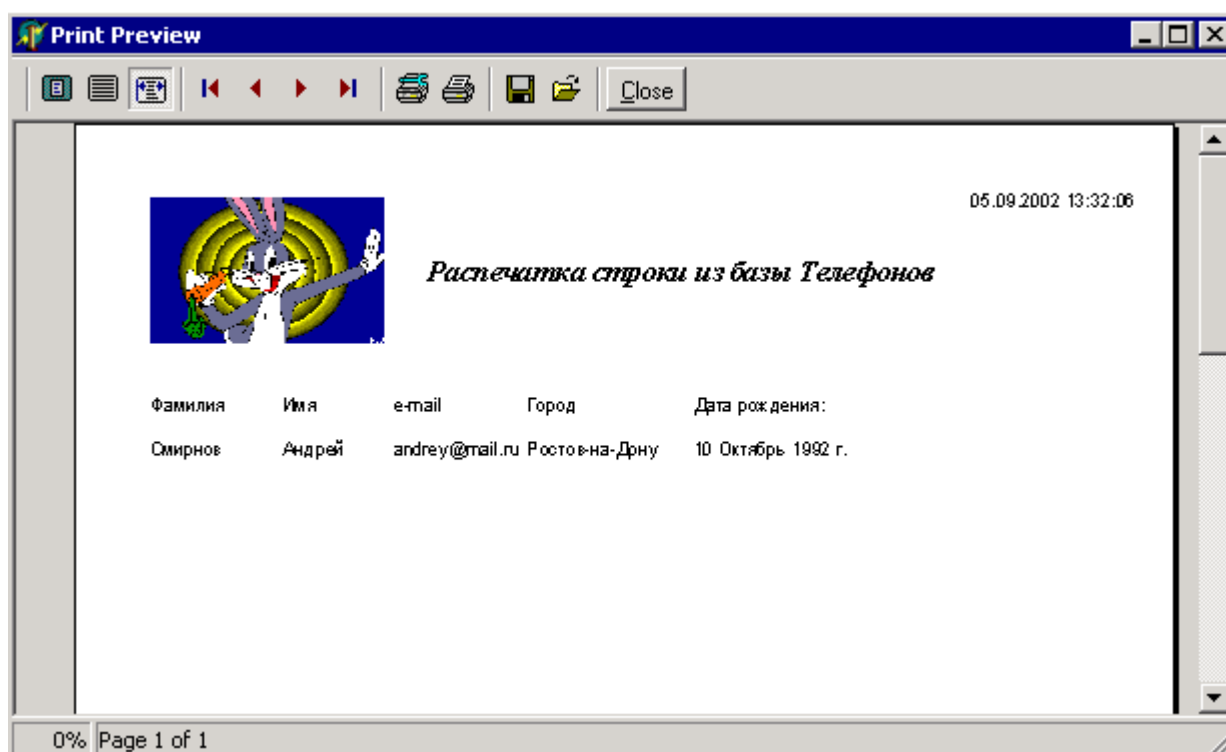 Print Preview
Close
05.09.2002 13:32:06
Распечатка строки из базы Телефонов
Фамилия Имя e-mail Город Дата рождения:
Смирнов Андрей andrey@mail.ru Ростов-на-Дону 10 Октябрь 1992 г.
0% Page 1 of 1